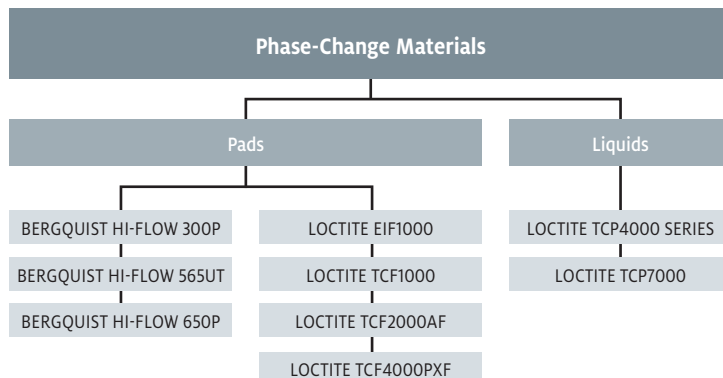 Phase-Change Materials
Pads
Liquids
BERGQUIST HI-FLOW 300P
BERGQUIST HI-FLOW 565UT
BERGQUIST HI-FLOW 650P
LOCTITE EIF1000
LOCTITE TCF1000
LOCTITE TCF2000AF
LOCTITE TCF4000PXF
LOCTITE TCP4000 SERIES
LOCTITE TCP7000